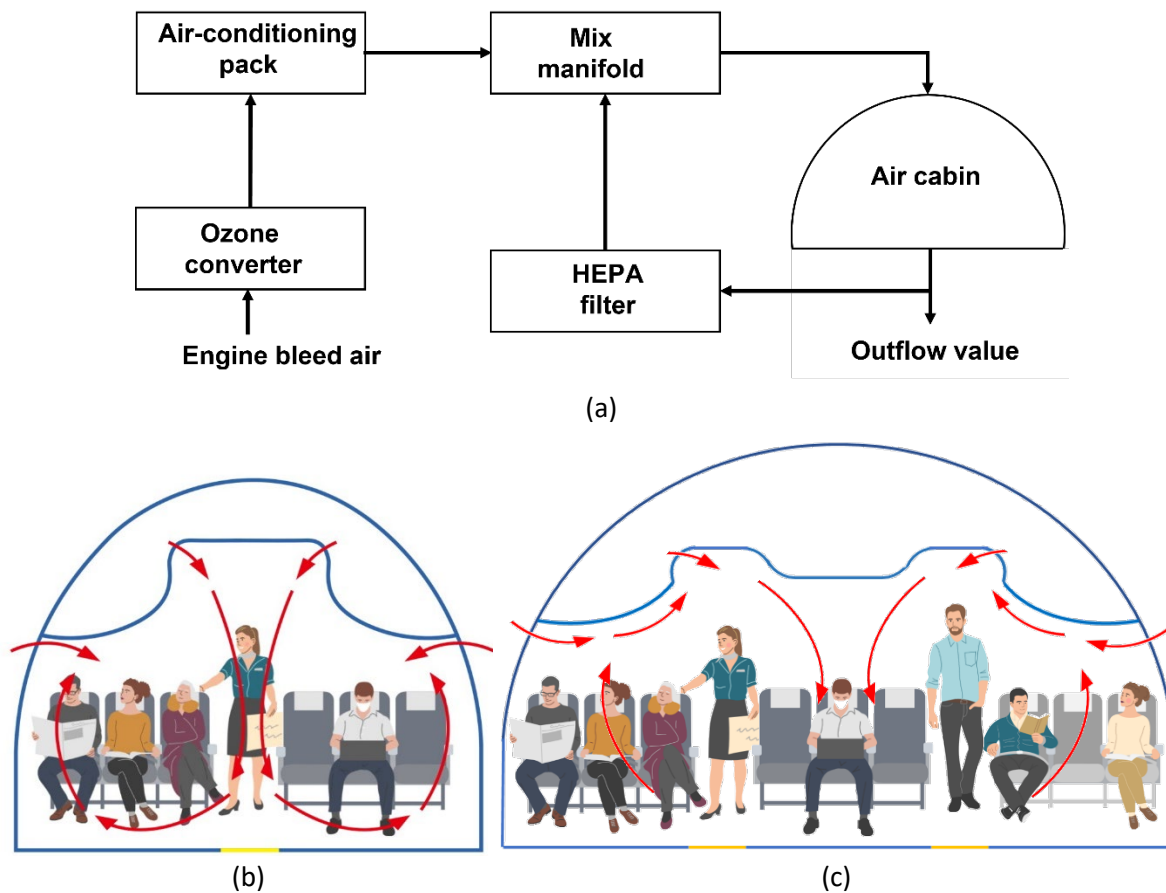 Air-conditioning
pack
Mix
manifold
Air cabin
Ozone
converter
HEPA
filter
Engine bleed air
Outflow value
(a)
(b)
(c)